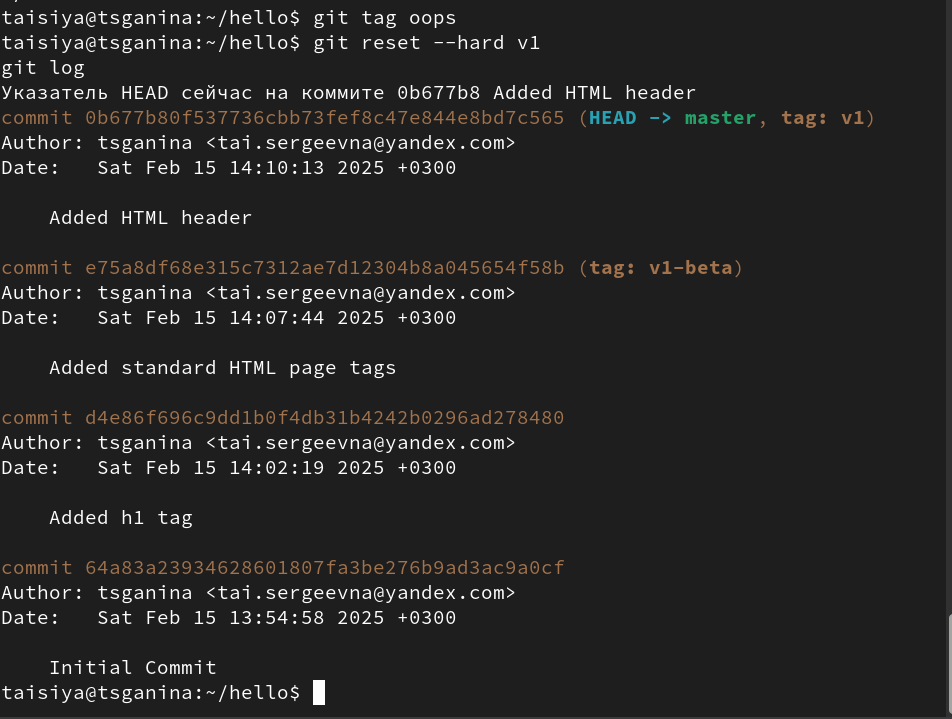 taisiya@tsganina:~/hello$ git tag oops
taisiya@tsganina:~/hello$ git reset --hard v1
git log
Указатель HEAD сейчас на коммите 0b677b8 Added HTML header
commit 0b677b80f537736cbb73fef8c47e844e8bd7c565 (HEAD -> master, tag: v1)
Author: tsganina <tai.sergeevna@yandex.com>
Date:   Sat Feb 15 14:10:13 2025 +0300

    Added HTML header

commit e75a8df68e315c7312ae7d12304b8a045654f58b (tag: v1-beta)
Author: tsganina <tai.sergeevna@yandex.com>
Date:   Sat Feb 15 14:07:44 2025 +0300

    Added standard HTML page tags

commit d4e86f696c9dd1b0f4db31b4242b0296ad278480
Author: tsganina <tai.sergeevna@yandex.com>
Date:   Sat Feb 15 14:02:19 2025 +0300

    Added h1 tag

commit 64a83a23934628601807fa3be276b9ad3ac9a0cf
Author: tsganina <tai.sergeevna@yandex.com>
Date:   Sat Feb 15 13:54:58 2025 +0300

    Initial Commit
taisiya@tsganina:~/hello$